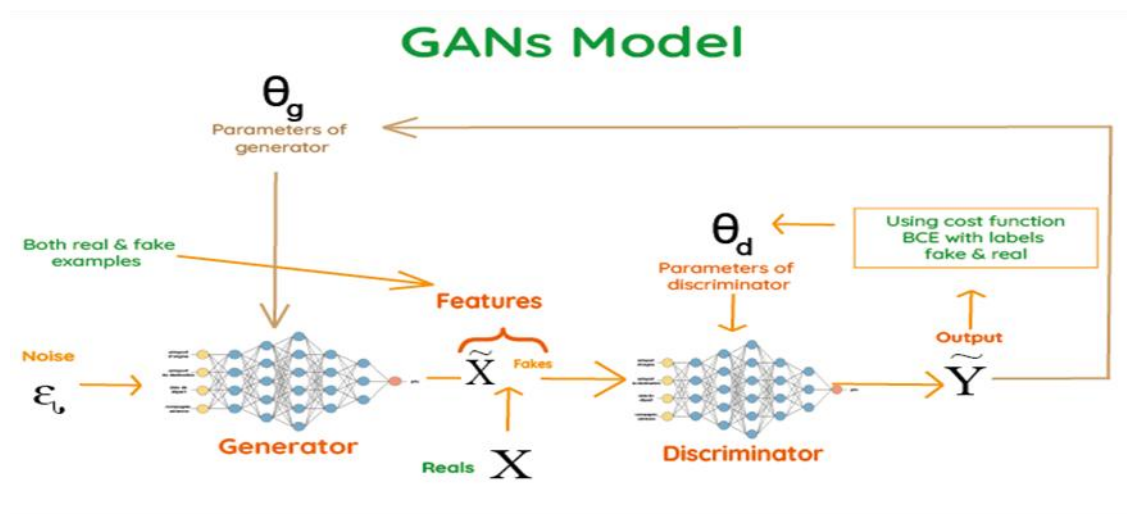 GANs Model
θg
Parameters of
generator
Both real & fake
examples
θd
Using cost function
BCE with labels
fake & real
Parameters of
discriminator
Features
Output
Noise
X̃
Fakes
Ỹ
Generator
Discriminator
Reals X